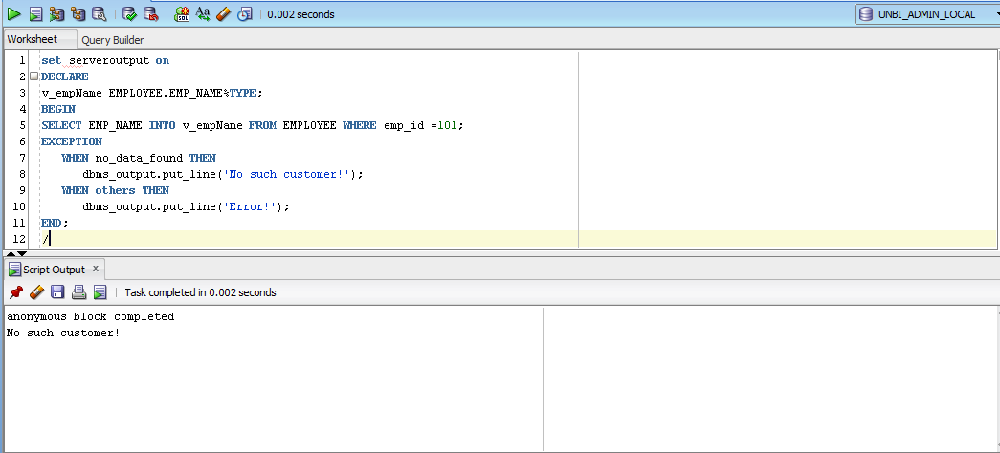 0.002 seconds
UNBI_ADMIN_LOCAL
Worksheet Query Builder
1 set serveroutput on
2 DECLARE
3 v_empName EMPLOYEE.EMP_NAME%TYPE;
4 BEGIN
5 SELECT EMP_NAME INTO v_empName FROM EMPLOYEE WHERE emp_id =101;
6 EXCEPTION
7 WHEN no_data_found THEN
8 dbms_output.put_line('No such customer!');
9 WHEN others THEN
10 dbms_output.put_line('Error!');
11 END;
12 /
Script Output x
Task completed in 0.002 seconds
anonymous block completed
No such customer!